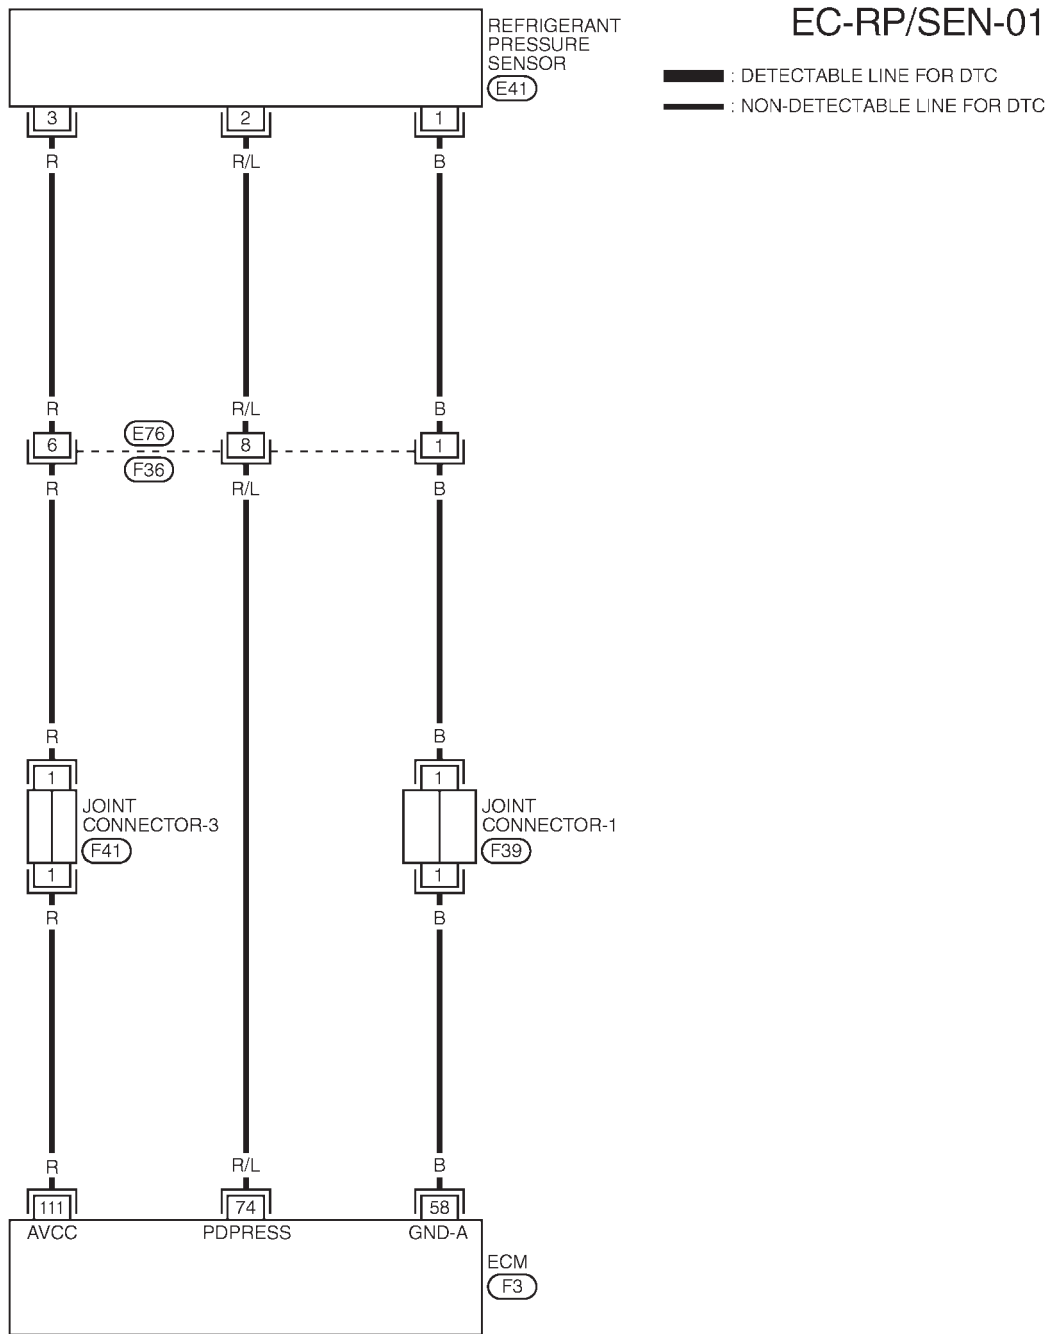 EC-RP/SEN-01
REFRIGERANT
PRESSURE
SENSOR
E41
: DETECTABLE LINE FOR DTC
: NON-DETECTABLE LINE FOR DTC
3 2 1
R R/L B
R R/L B
6 E76 8 1
F36
R R/L B
R B
1 1
JOINT
CONNECTOR-3
F41
JOINT
CONNECTOR-1
F39
1 1
R B
R R/L B
111 74 58
AVCC PDPRESS GND-A
ECM
F3